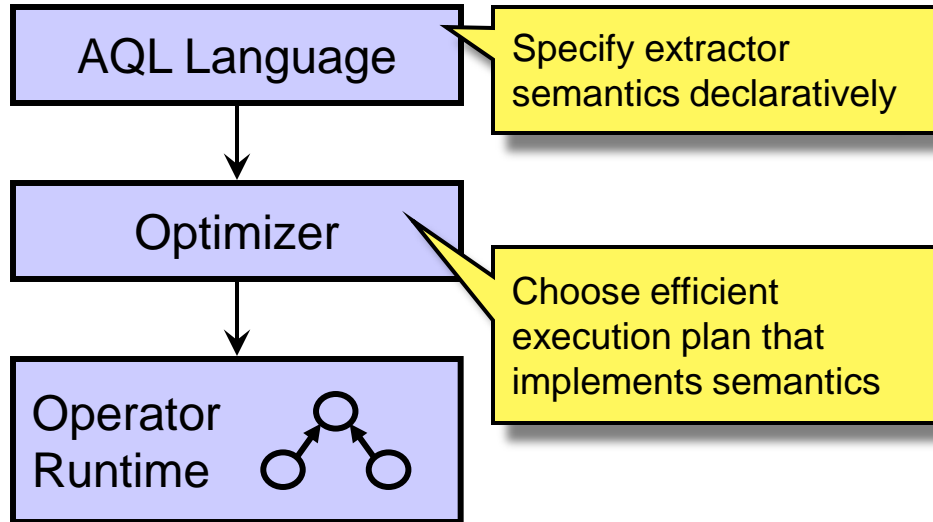 AQL Language
Specify extractor
semantics declaratively
Optimizer
Choose efficient
execution plan that
implements semantics
Operator
Runtime